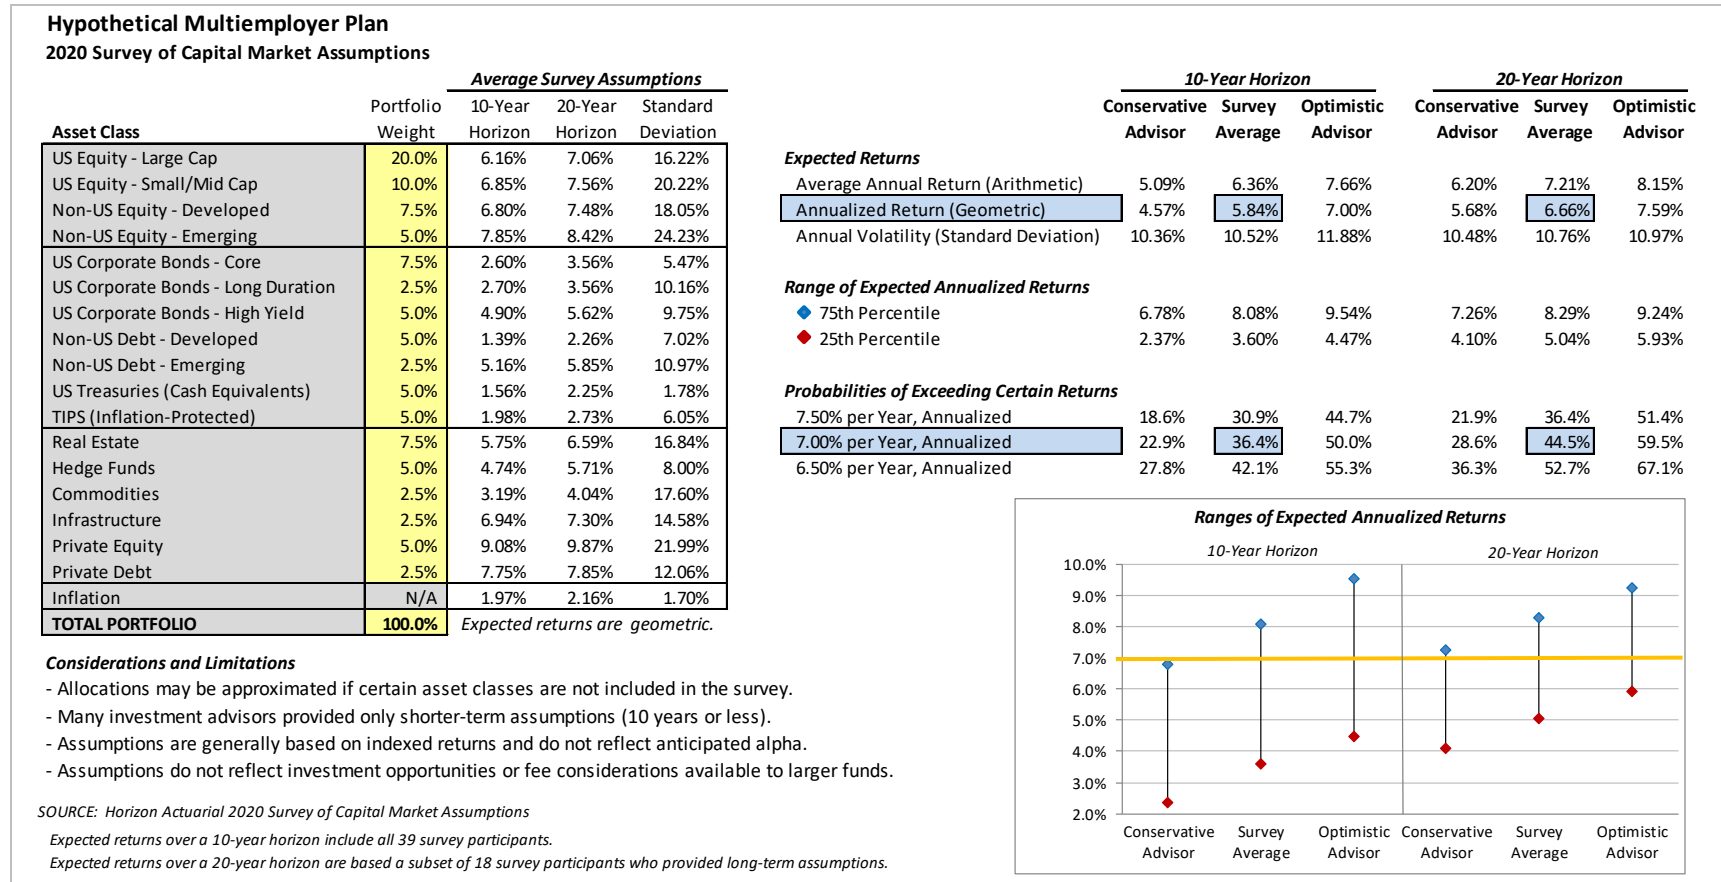 Hypothetical Multiemployer Plan
2020 Survey of Capital Market Assumptions
Average Survey Assumptions
Portfolio 10-Year 20-Year Standard
Asset Class Weight Horizon Horizon Deviation
US Equity - Large Cap 20.0% 6.16% 7.06% 16.22%
US Equity - Small/Mid Cap 10.0% 6.85% 7.56% 20.22%
Non-US Equity - Developed 7.5% 6.80% 7.48% 18.05%
Non-US Equity - Emerging 5.0% 7.85% 8.42% 24.23%
US Corporate Bonds - Core 7.5% 2.60% 3.56% 5.47%
US Corporate Bonds - Long Duration 2.5% 2.70% 3.56% 10.16%
US Corporate Bonds - High Yield 5.0% 4.90% 5.62% 9.75%
Non-US Debt - Developed 5.0% 1.39% 2.26% 7.02%
Non-US Debt - Emerging 2.5% 5.16% 5.85% 10.97%
US Treasuries (Cash Equivalents) 5.0% 1.56% 2.25% 1.78%
TIPS (Inflation-Protected) 5.0% 1.98% 2.73% 6.05%
Real Estate 7.5% 5.75% 6.59% 16.84%
Hedge Funds 5.0% 4.74% 5.71% 8.00%
Commodities 2.5% 3.19% 4.04% 17.60%
Infrastructure 2.5% 6.94% 7.30% 14.58%
Private Equity 5.0% 9.08% 9.87% 21.99%
Private Debt 2.5% 7.75% 7.85% 12.06%
Inflation N/A 1.97% 2.16% 1.70%
TOTAL PORTFOLIO 100.0% Expected returns are geometric.
Considerations and Limitations
- Allocations may be approximated if certain asset classes are not included in the survey.
- Many investment advisors provided only shorter-term assumptions (10 years or less).
- Assumptions are generally based on indexed returns and do not reflect anticipated alpha.
- Assumptions do not reflect investment opportunities or fee considerations available to larger funds.
SOURCE: Horizon Actuarial 2020 Survey of Capital Market Assumptions
Expected returns over a 10-year horizon include all 39 survey participants.
Expected returns over a 20-year horizon are based a subset of 18 survey participants who provided long-term assumptions.
10-Year Horizon 20-Year Horizon
Conservative Survey Optimistic Conservative Survey Optimistic
Advisor Average Advisor Advisor Average Advisor
Expected Returns
Average Annual Return (Arithmetic) 5.09% 6.36% 7.66% 6.20% 7.21% 8.15%
Annualized Return (Geometric) 4.57% 5.84% 7.00% 5.68% 6.66% 7.59%
Annual Volatility (Standard Deviation) 10.36% 10.52% 11.88% 10.48% 10.76% 10.97%
Range of Expected Annualized Returns
75th Percentile 6.78% 8.08% 9.54% 7.26% 8.29% 9.24%
25th Percentile 2.37% 3.60% 4.47% 4.10% 5.04% 5.93%
Probabilities of Exceeding Certain Returns
7.50% per Year, Annualized 18.6% 30.9% 44.7% 21.9% 36.4% 51.4%
7.00% per Year, Annualized 22.9% 36.4% 50.0% 28.6% 44.5% 59.5%
6.50% per Year, Annualized 27.8% 42.1% 55.3% 36.3% 52.7% 67.1%
Ranges of Expected Annualized Returns
10-Year Horizon 20-Year Horizon
10.0%
9.0%
8.0%
7.0%
6.0%
5.0%
4.0%
3.0%
2.0%
Conservative Survey Optimistic Conservative Survey Optimistic
Advisor Average Advisor Advisor Average Advisor